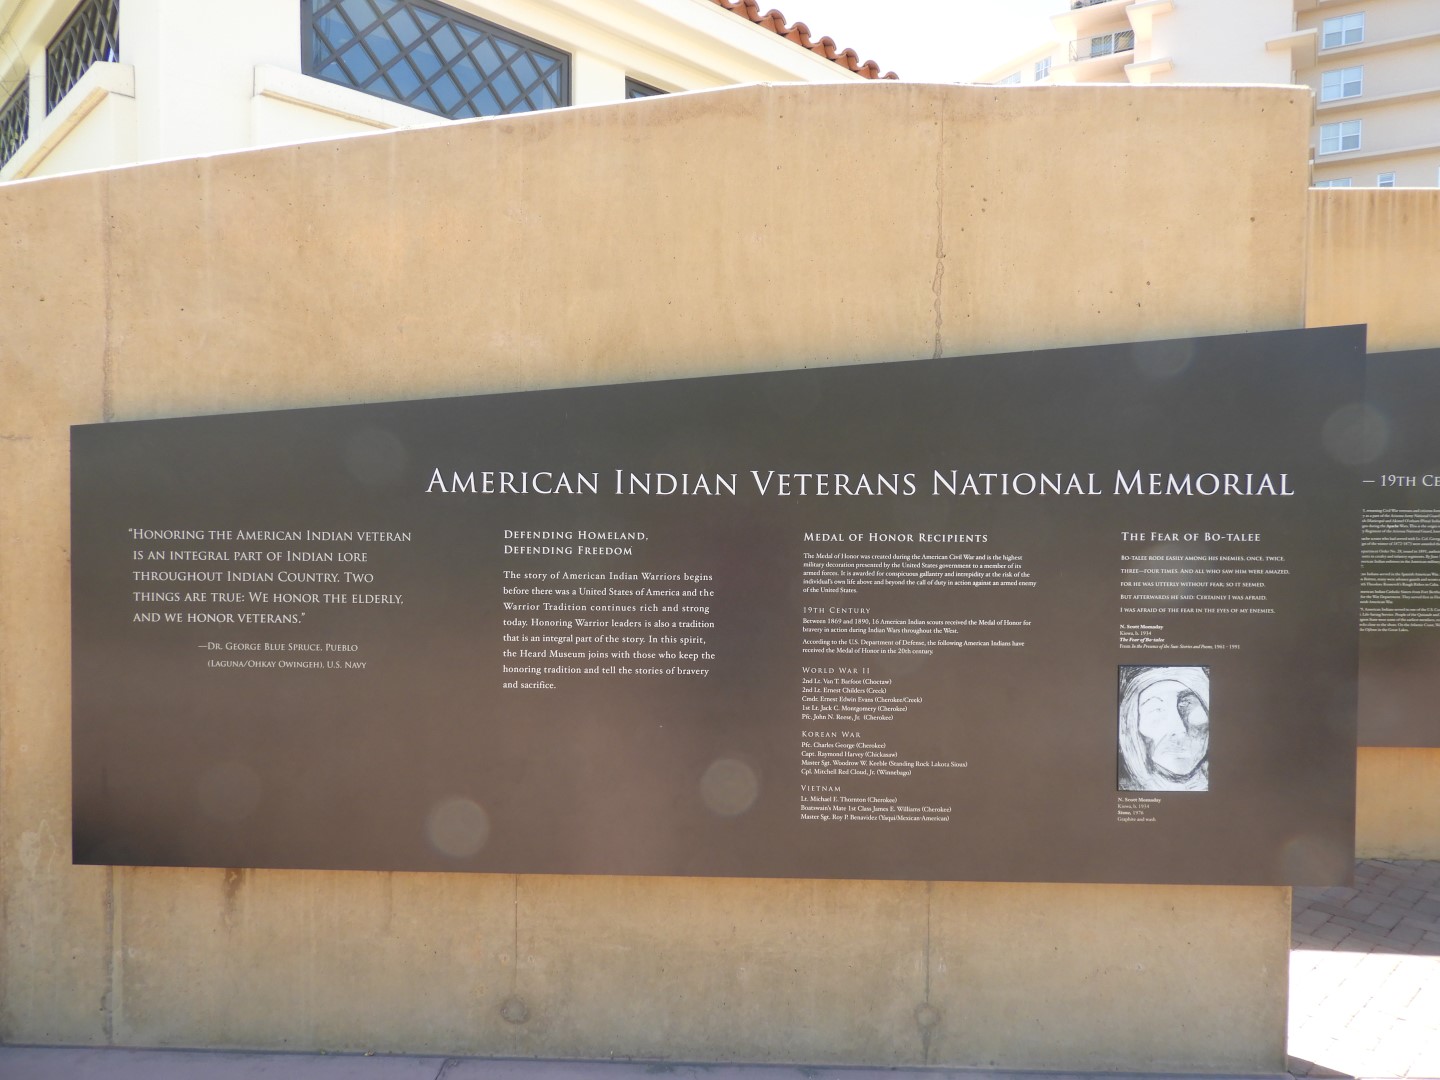 AMERICAN INDIAN VETERANS NATIONAL MEMORIAL
"HONORING THE AMERICAN INDIAN VETERAN
IS AN INTEGRAL PART OF INDIAN LORE
THROUGHOUT INDIAN COUNTRY. TWO
THINGS ARE TRUE: WE HONOR THE ELDERLY,
AND WE HONOR VETERANS."
—DR. GEORGE BLUE SPRUCE, PUEBLO
(LAGUNA/OHKAY OWINGEH), U.S. NAVY
DEFENDING HOMELAND,
DEFENDING FREEDOM
The story of American Indian Warriors begins
before there was a United States of America and the
Warrior Tradition continues rich and strong
today. Honoring Warrior leaders is also a tradition
that is an integral part of the story. In this spirit,
the Heard Museum joins with those who keep the
honoring tradition and tell the stories of bravery
and sacrifice.
MEDAL OF HONOR RECIPIENTS
The Medal of Honor was created during the American Civil War and is the highest
military decoration presented by the United States government to a member of its
armed forces. It is awarded for conspicuous gallantry and intrepidity at the risk of the
individual's own life above and beyond the call of duty in action against an armed enemy
of the United States.
19TH CENTURY
Between 1869 and 1890, 16 American Indian scouts received the Medal of Honor for
bravery in action during Indian Wars throughout the West.
According to the U.S. Department of Defense, the following American Indians have
received the Medal of Honor in the 20th century.
WORLD WAR II
2nd Lt. Van T. Barfoot (Choctaw)
2nd Lt. Ernest Childers (Creek)
Cmdr. Ernest Edwin Evans (Cherokee/Creek)
1st Lt. Jack C. Montgomery (Cherokee)
Pfc. John N. Reese, Jr. (Cherokee)
KOREAN WAR
Pfc. Charles George (Cherokee)
Capt. Raymond Harvey (Chickasaw)
Master Sgt. Woodrow W. Keeble (Standing Rock Lakota Sioux)
Cpl. Mitchell Red Cloud, Jr. (Winnebago)
VIETNAM
Lt. Michael E. Thornton (Cherokee)
Boatswain's Mate 1st Class James E. Williams (Cherokee)
Master Sgt. Roy P. Benavidez (Yaqui/Mexican-American)
THE FEAR OF BO-TALEE
BO-TALEE RODE EASILY AMONG HIS ENEMIES, ONCE, TWICE,
THREE—FOUR TIMES. AND ALL WHO SAW HIM WERE AMAZED,
FOR HE WAS UTTERLY WITHOUT FEAR; SO IT SEEMED.
BUT AFTERWARDS HE SAID: CERTAINLY I WAS AFRAID.
I WAS AFRAID OF THE FEAR IN THE EYES OF MY ENEMIES.
N. Scott Momaday
Kiowa, b. 1934
The Fear of Bo-talee
From In the Presence of the Sun: Stories and Poems, 1961 - 1991
N. Scott Momaday
Kiowa, b. 1934
1976
Graphite and wash
— 19TH CE